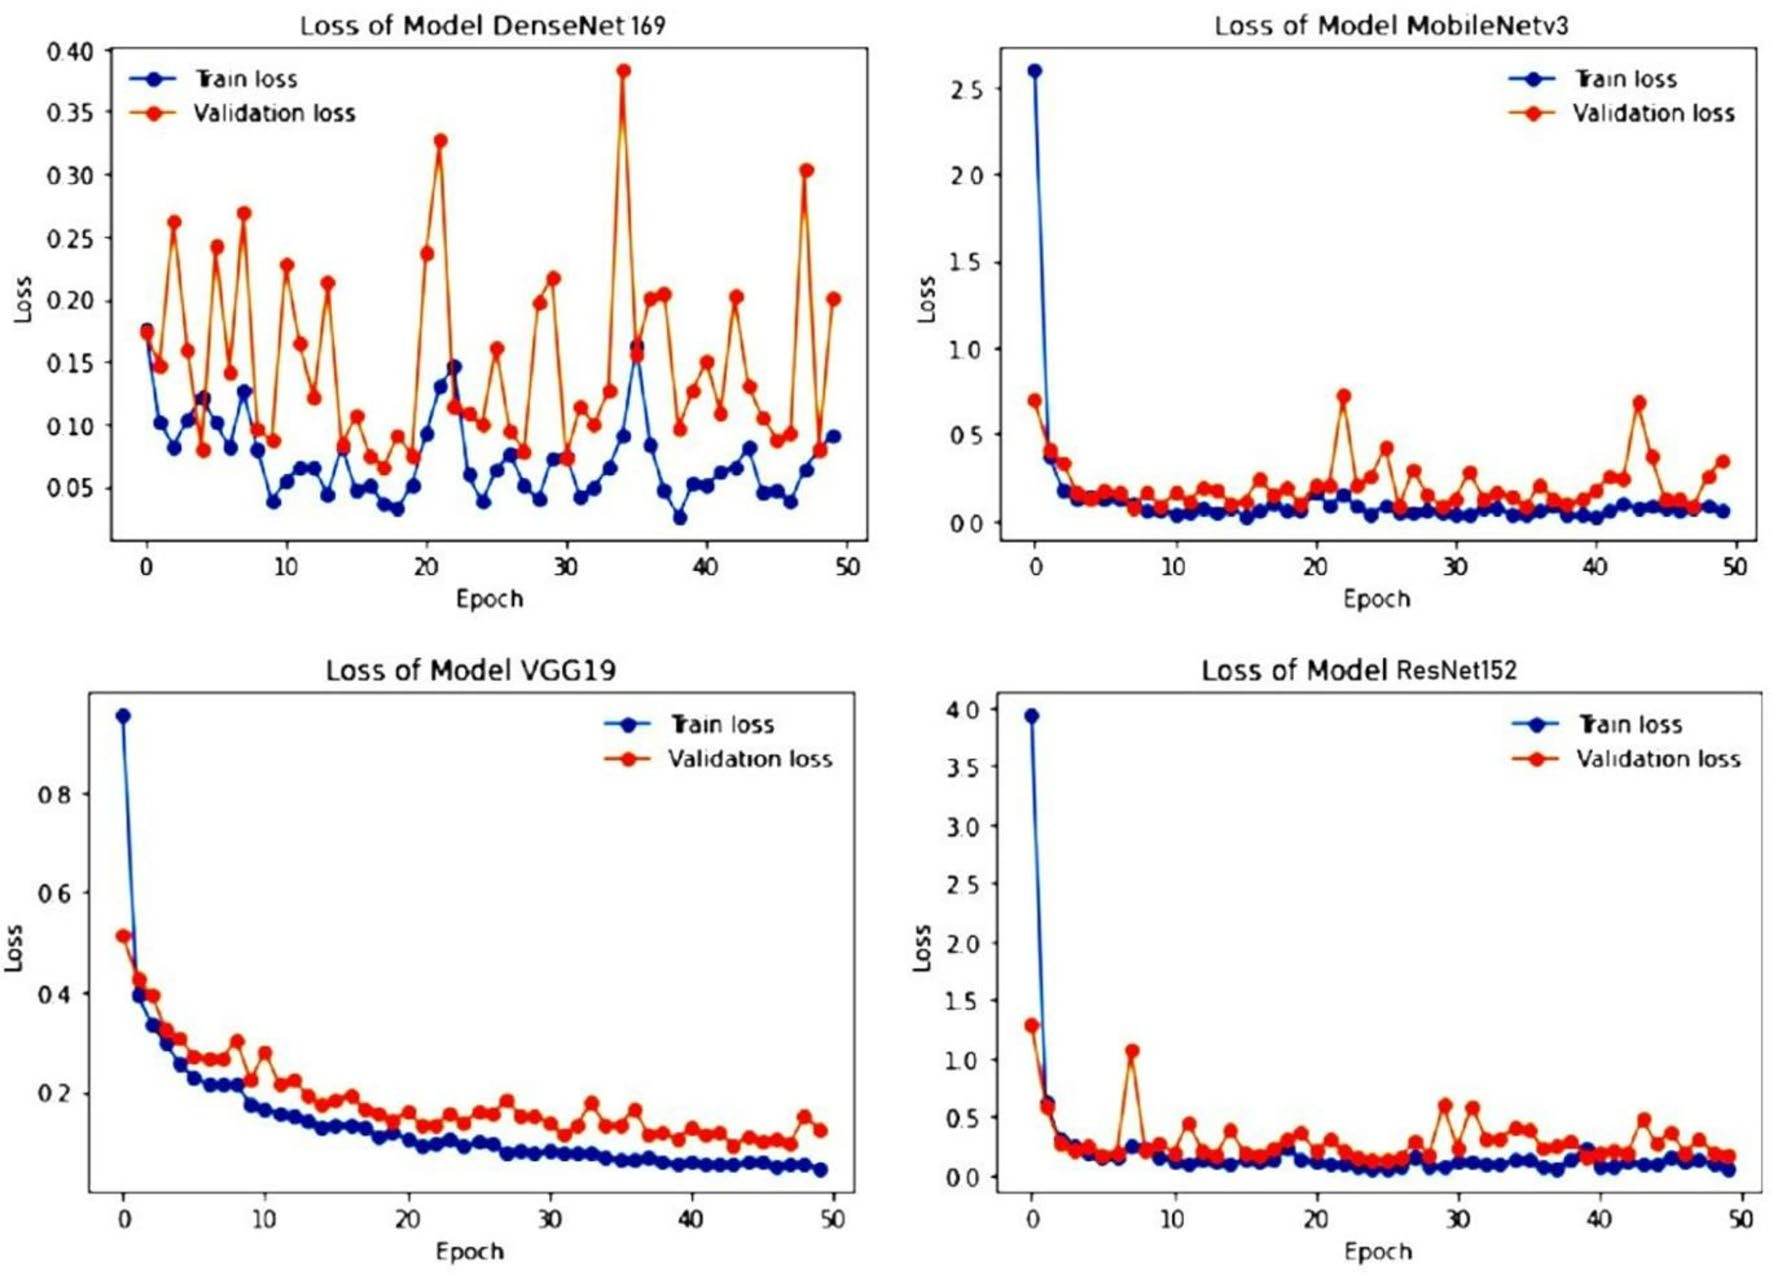 Loss of Model DenseNet169
0.40
0.35
0.30
0.25
0.20
0.15
0.10
0.05
Loss
Train loss
Validation loss
0 10 20 30 40 50
Epoch
Loss of Model MobileNetv3
2.5
2.0
1.5
1.0
0.5
0.0
Loss
Train loss
Validation loss
0 10 20 30 40 50
Epoch
Loss of Model VGG19
0.8
0.6
0.4
0.2
Loss
Train loss
Validation loss
0 10 20 30 40 50
Epoch
Loss of Model ResNet152
4.0
3.5
3.0
2.5
2.0
1.5
1.0
0.5
0.0
Loss
Train loss
Validation loss
0 10 20 30 40 50
Epoch